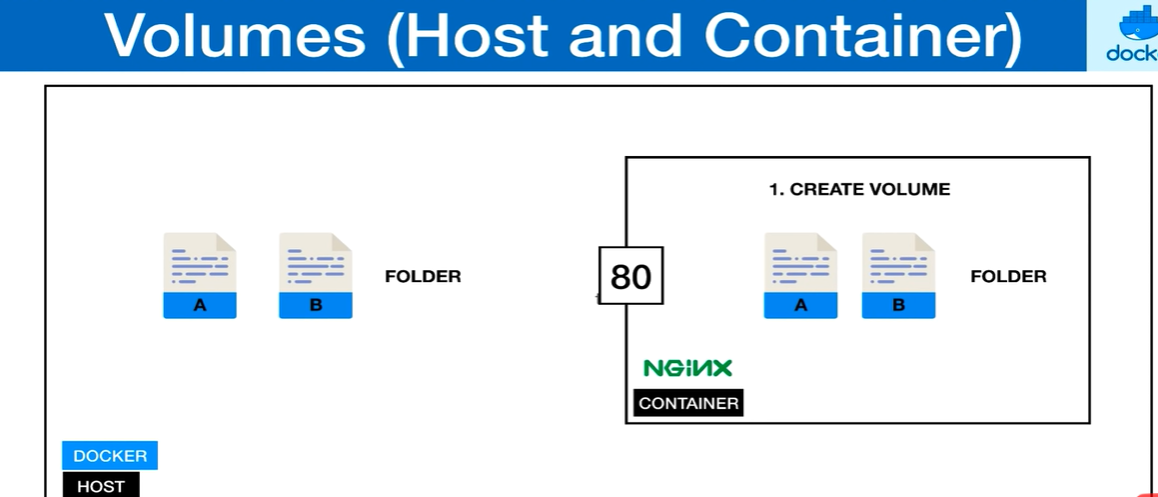 Volumes (Host and Container)
dock
1. CREATE VOLUME
A
B
FOLDER
80
A
B
FOLDER
NGINX
CONTAINER
DOCKER
HOST